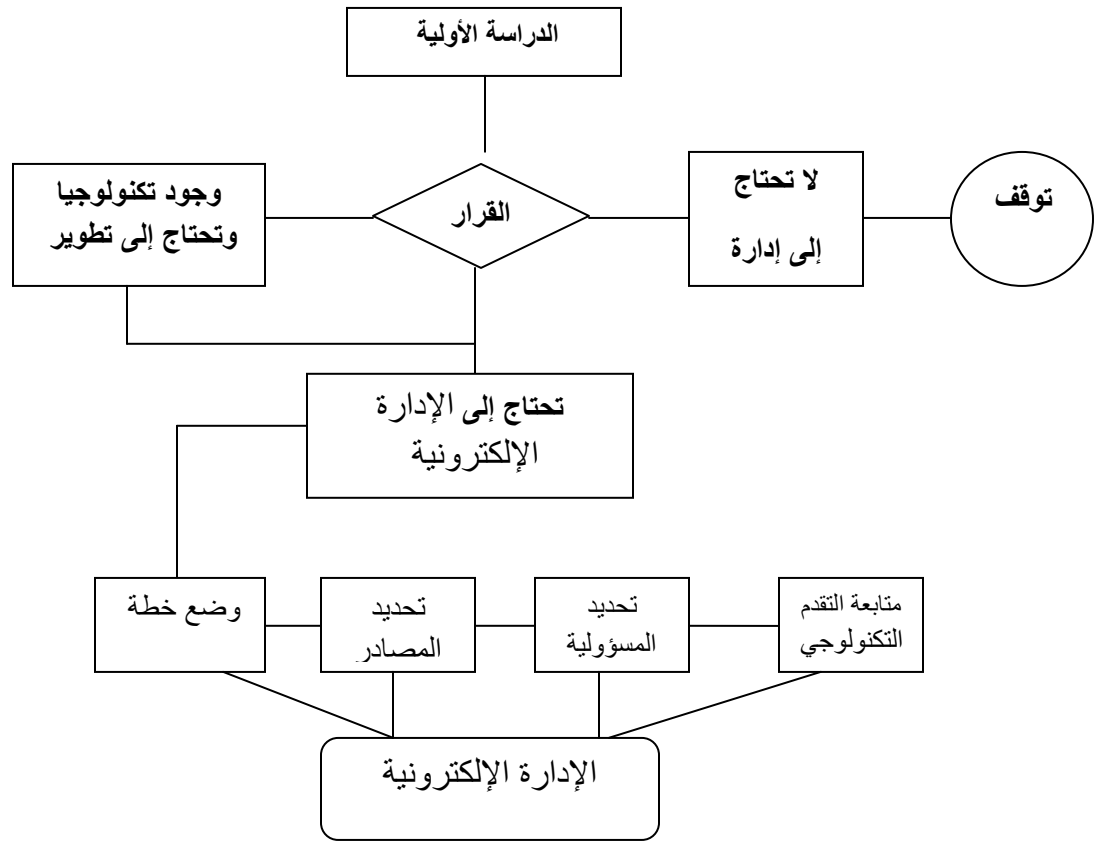 الدراسة الأولية
لا تحتاج
إلى إدارة
توقف
القرار
وجود تكنولوجيا
وتحتاج إلى تطوير
تحتاج إلى الإدارة
الإلكترونية
وضع خطة
تحديد
المصادر
تحديد
المسؤولية
متابعة التقدم
التكنولوجي
الإدارة الإلكترونية